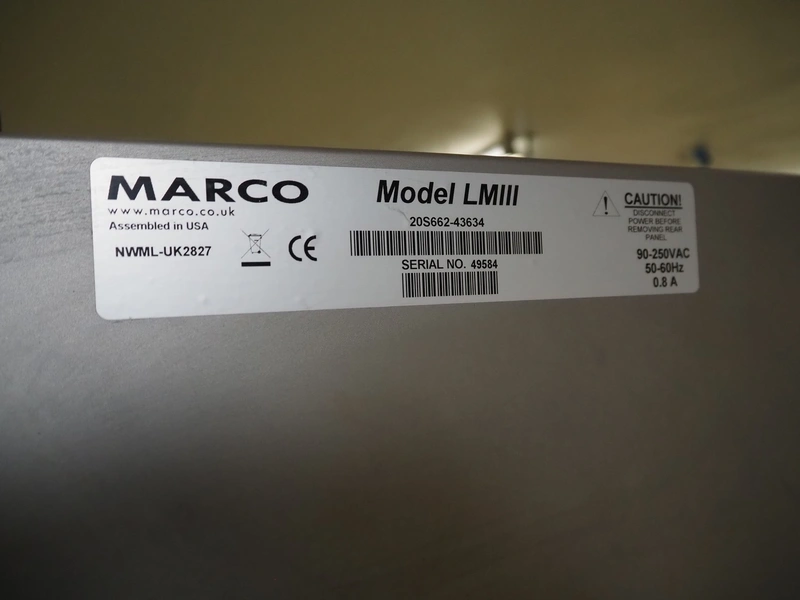 MARCO
www.marco.co.uk
Assembled in USA
NWML-UK2827
CE
Model LMIII
20S662-43634
SERIAL NO. 49584
CAUTION!
DISCONNECT
POWER BEFORE
REMOVING REAR
PANEL.
90-250VAC
50-60Hz
0.8 A